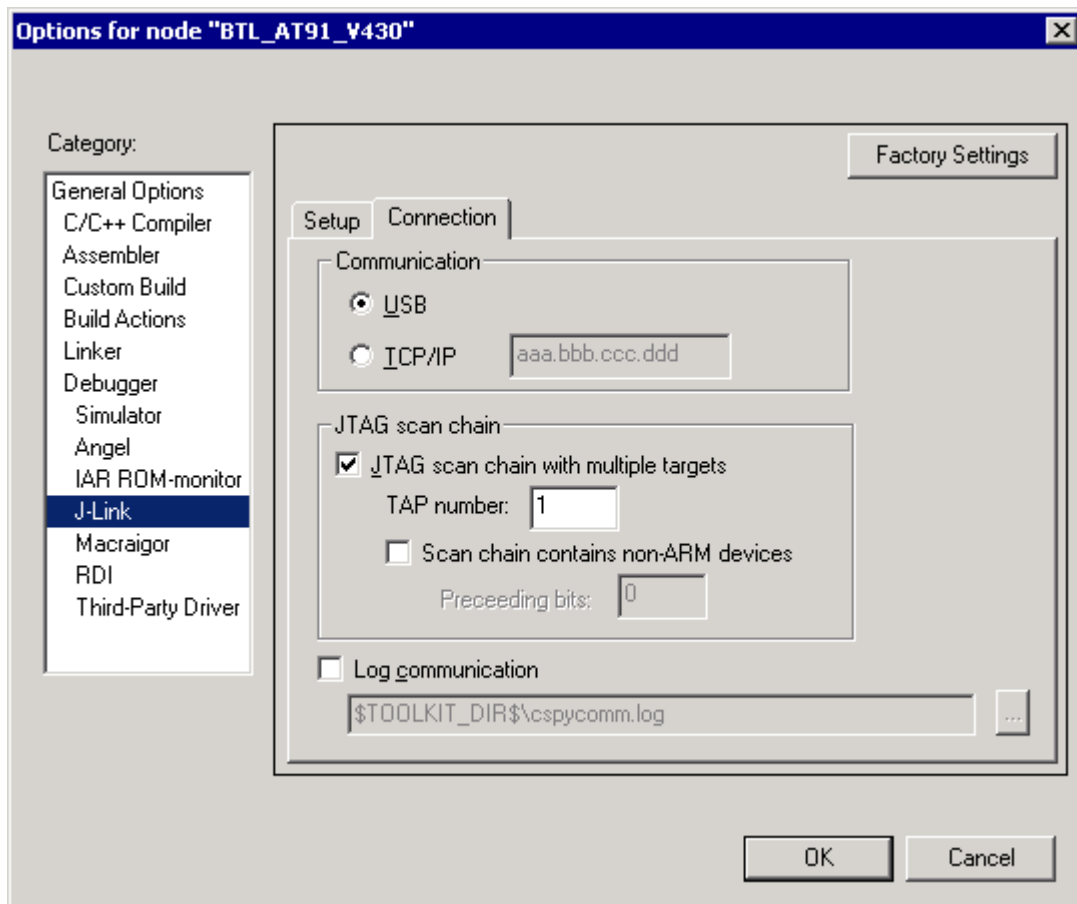 Options for node "BTL_AT91_V430"
Category:
General Options
C/C++ Compiler
Assembler
Custom Build
Build Actions
Linker
Debugger
Simulator
Angel
IAR ROM-monitor
J-Link
Macraigor
RDI
Third-Party Driver
Factory Settings
Setup Connection
Communication
USB
TCP/IP aaa.bbb.ccc.ddd
JTAG scan chain
JTAG scan chain with multiple targets
TAP number: 1
Scan chain contains non-ARM devices
Preceeding bits: 0
Log communication
$TOOLKIT_DIR$\cspycomm.log ...
OK Cancel